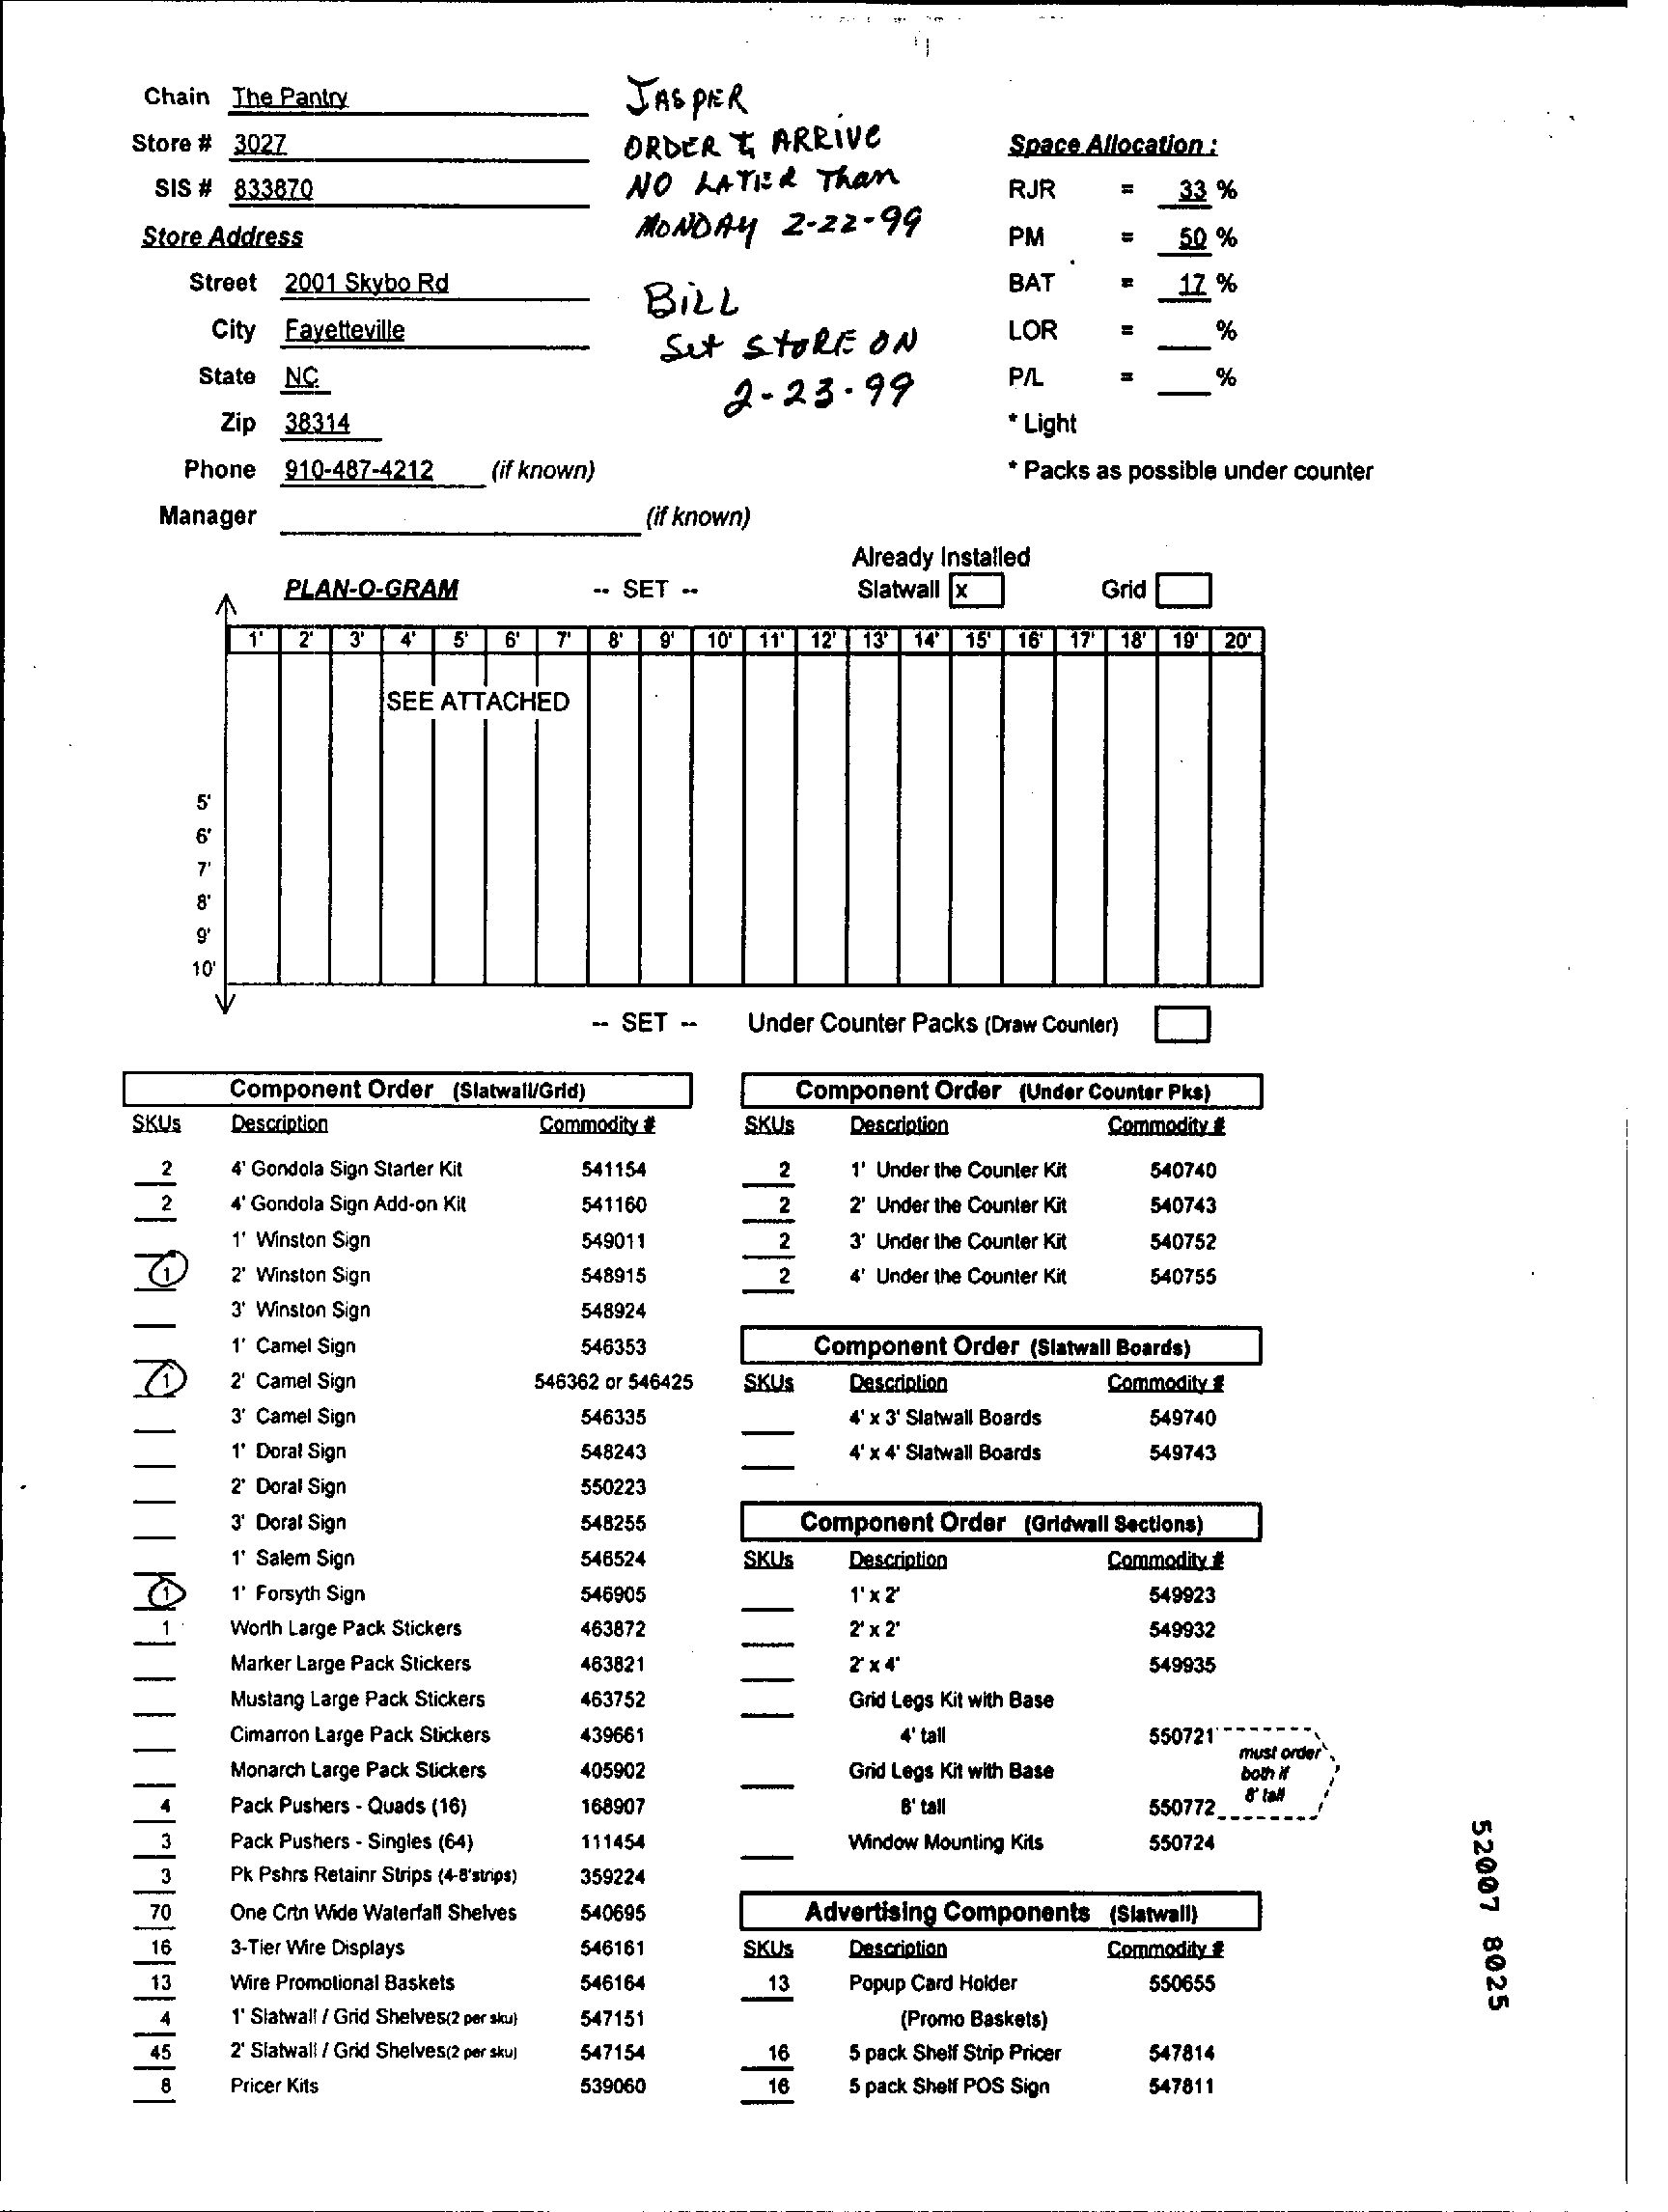 Chain The Pantry
Store # 3027
SIS # 833870
Store Address
Street 2001 Skybo Rd
City Fayetteville
State NC
Zip 38314
Phone 910-487-4212 (if known)
Manager (if known)
JASPER
ORDER to ARRIVE
NO LATER Than
MONDAY 2-22-99
BILL
Set STORE ON
2-23-99
Space Allocation :
RJR = 33 %
PM = 50 %
BAT = 17 %
LOR = %
P/L = %
* Light
* Packs as possible under counter
Already Installed
PLAN-O-GRAM -- SET -- Slatwall x Grid
1' 2' 3' 4' 5' 6' 7' 8' 9' 10' 11' 12' 13' 14' 15' 16' 17' 18' 19' 20'
SEE ATTACHED
5'
6'
7'
8'
9'
10'
-- SET -- Under Counter Packs (Draw Counter)
Component Order (Slatwall/Grid)
SKUs Description Commodity #
2 4' Gondola Sign Starter Kit 541154
2 4' Gondola Sign Add-on Kit 541160
1' Winston Sign 549011
1 2' Winston Sign 548915
3' Winston Sign 548924
1' Camel Sign 546353
1 2' Camel Sign 546362 or 546425
3' Camel Sign 546335
1' Doral Sign 548243
2' Doral Sign 550223
3' Doral Sign 548255
1' Salem Sign 546524
1 1' Forsyth Sign 546905
1 Worth Large Pack Stickers 463872
Marker Large Pack Stickers 463821
Mustang Large Pack Stickers 463752
Cimarron Large Pack Stickers 439661
Monarch Large Pack Stickers 405902
4 Pack Pushers - Quads (16) 168907
3 Pack Pushers - Singles (64) 111454
3 Pk Pshrs Retainr Strips (4-8'strips) 359224
70 One Crtn Wide Waterfall Shelves 540695
16 3-Tier Wire Displays 546161
13 Wire Promotional Baskets 546164
4 1' Slatwall / Grid Shelves(2 per sku) 547151
45 2' Slatwall / Grid Shelves(2 per sku) 547154
8 Pricer Kits 539060
Component Order (Under Counter Pks)
SKUs Description Commodity #
2 1' Under the Counter Kit 540740
2 2' Under the Counter Kit 540743
2 3' Under the Counter Kit 540752
2 4' Under the Counter Kit 540755
Component Order (Slatwall Boards)
SKUs Description Commodity #
4' x 3' Slatwall Boards 549740
4' x 4' Slatwall Boards 549743
Component Order (Gridwall Sections)
SKUs Description Commodity #
1' x 2' 549923
2' x 2' 549932
2' x 4' 549935
Grid Legs Kit with Base
4' tall 550721
Grid Legs Kit with Base
8' tall 550772
must order
both if
8' tall
Window Mounting Kits 550724
Advertising Components (Slatwall)
SKUs Description Commodity #
13 Popup Card Holder 550655
(Promo Baskets)
16 5 pack Shelf Strip Pricer 547814
16 5 pack Shelf POS Sign 547811
52007 8025